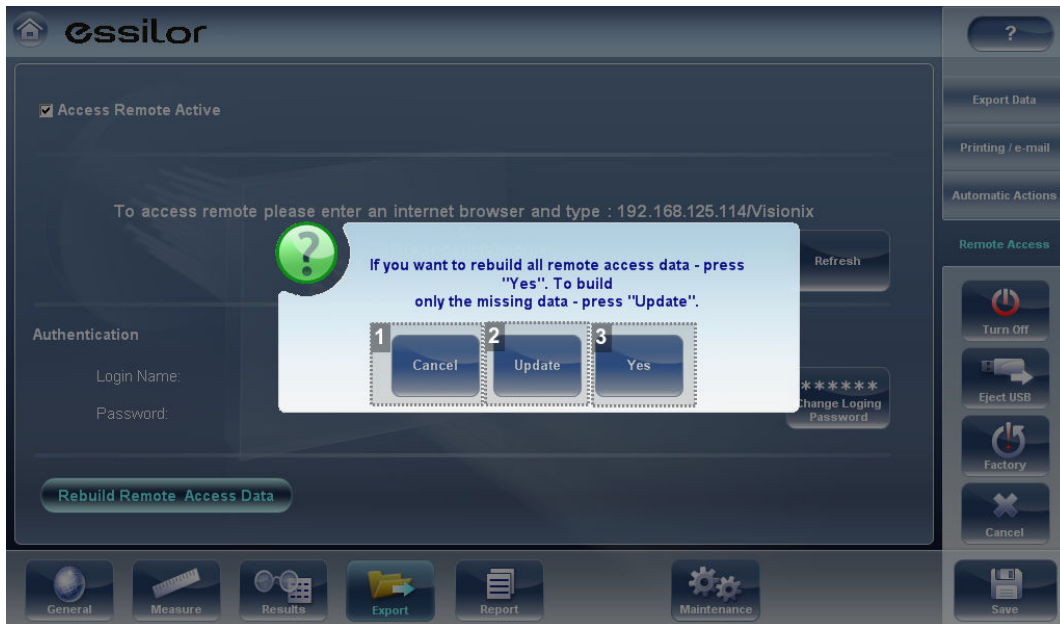 essilor
?
Access Remote Active
Export Data
Printing / e-mail
Automatic Actions
To access remote please enter an internet browser and type : 192.168.125.114/Visionix
Remote Access
?
If you want to rebuild all remote access data - press
"Yes". To build
only the missing data - press "Update".
Refresh
1
2
3
Cancel
Update
Yes
Turn Off
Authentication
Login Name:
Password:
******
Change Loging
Password
Eject USB
Factory
Rebuild Remote Access Data
Cancel
General
Measure
Results
Export
Report
Maintenance
Save